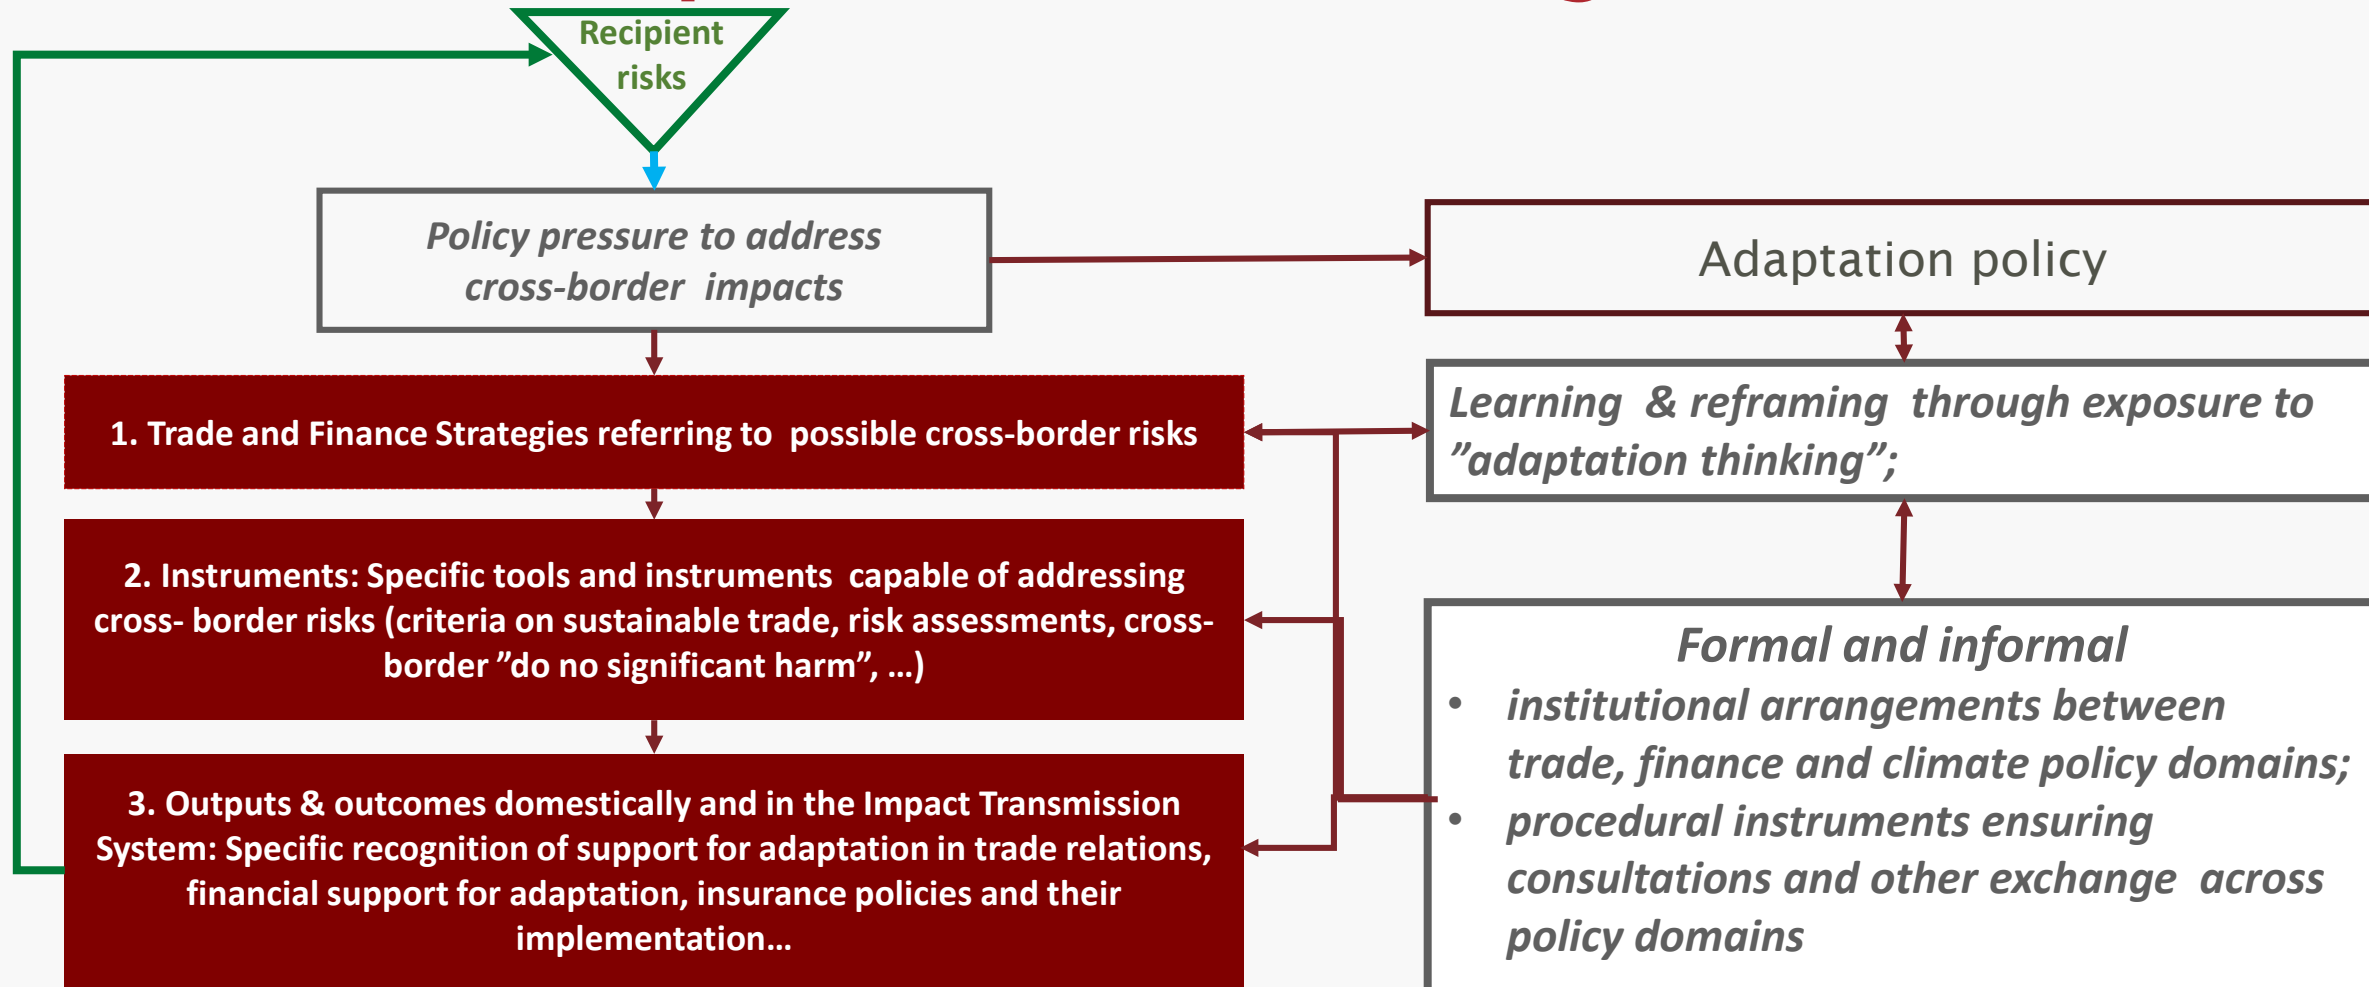 Recipient
risks
Policy pressure to address
cross-border impacts
Adaptation policy
1. Trade and Finance Strategies referring to possible cross-border risks
Learning & reframing through exposure to
”adaptation thinking”;
2. Instruments: Specific tools and instruments capable of addressing
cross- border risks (criteria on sustainable trade, risk assessments, cross-
border ”do no significant harm”, …)
3. Outputs & outcomes domestically and in the Impact Transmission
System: Specific recognition of support for adaptation in trade relations,
financial support for adaptation, insurance policies and their
implementation…
Formal and informal
• institutional arrangements between
trade, finance and climate policy domains;
• procedural instruments ensuring
consultations and other exchange across
policy domains